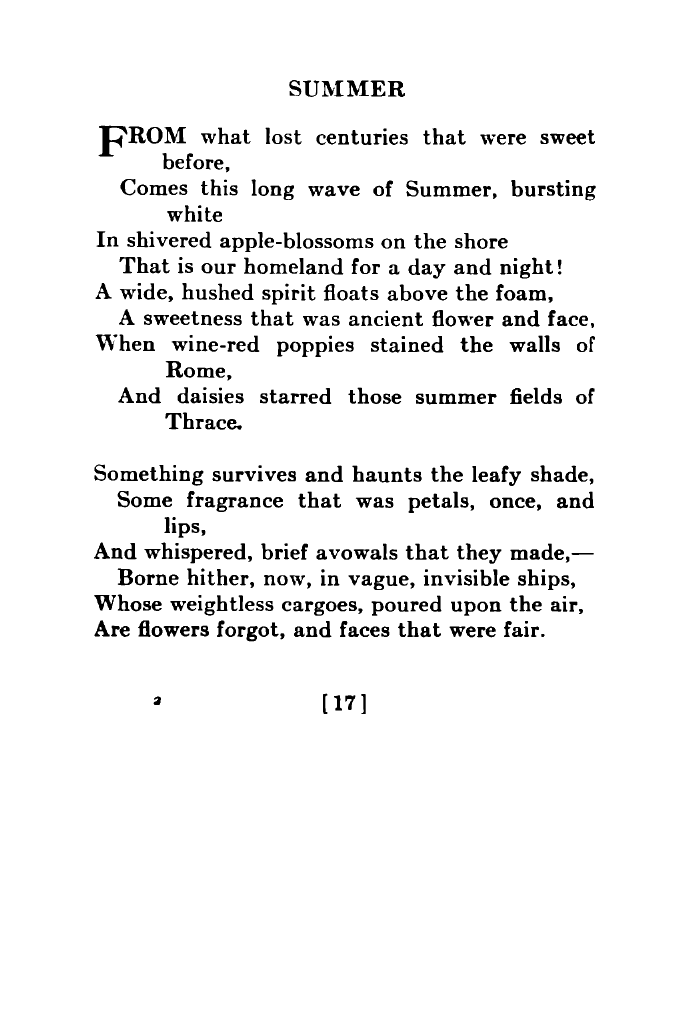 SUMMER
FROM what lost centuries that were sweet
before,
Comes this long wave of Summer, bursting
white
In shivered apple-blossoms on the shore
That is our homeland for a day and night!
A wide, hushed spirit floats above the foam,
A sweetness that was ancient flower and face,
When wine-red poppies stained the walls of
Rome,
And daisies starred those summer fields of
Thrace.
Something survives and haunts the leafy shade,
Some fragrance that was petals, once, and
lips,
And whispered, brief avowals that they made,—
Borne hither, now, in vague, invisible ships,
Whose weightless cargoes, poured upon the air,
Are flowers forgot, and faces that were fair.
2 [17]